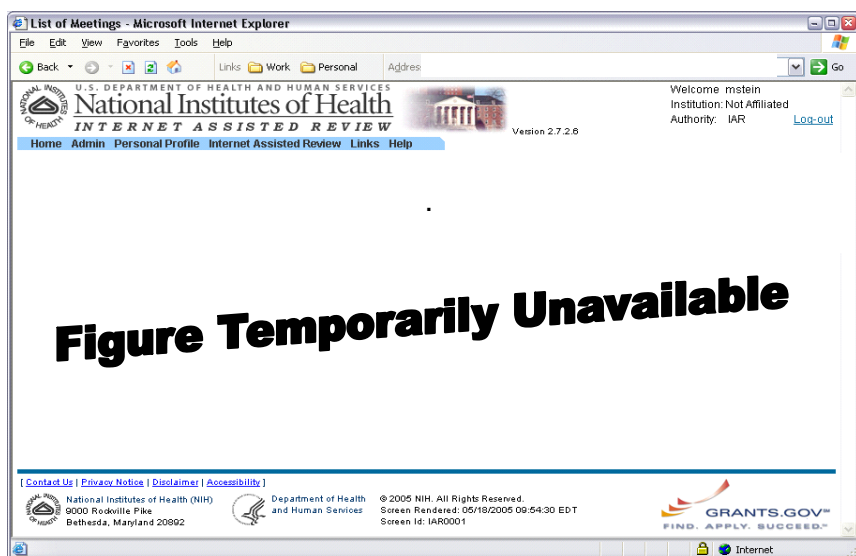 List of Meetings - Microsoft Internet Explorer
File Edit View Favorites Tools Help
Back Links Work Personal Addres Go
U.S. DEPARTMENT OF HEALTH AND HUMAN SERVICES
National Institutes of Health
INTERNET ASSISTED REVIEW
Version 2.7.2.6
Welcome mstein
Institution: Not Affiliated
Authority: IAR Log-out
Home Admin Personal Profile Internet Assisted Review Links Help
.
Figure Temporarily Unavailable
[ Contact Us | Privacy Notice | Disclaimer | Accessibility ]
National Institutes of Health (NIH)
9000 Rockville Pike
Bethesda, Maryland 20892
Department of Health
and Human Services
© 2005 NIH. All Rights Reserved.
Screen Rendered: 05/18/2005 09:54:30 EDT
Screen Id: IAR0001
GRANTS.GOV℠
FIND. APPLY. SUCCEED.℠
Internet